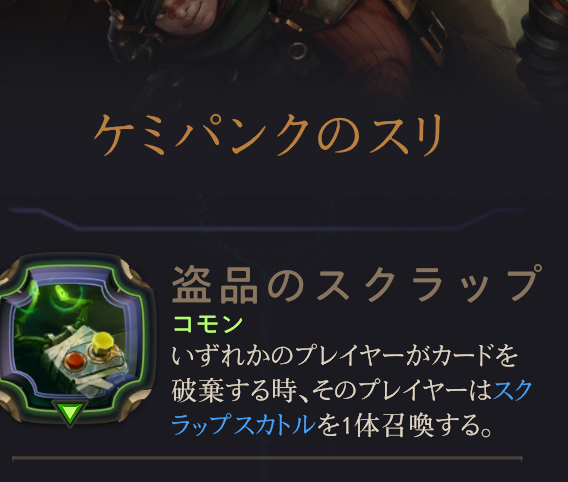 ケミパンクのスリ
盗品のスクラップ
コモン
いずれかのプレイヤーがカードを
破棄する時、そのプレイヤーはスク
ラップスカトルを1体召喚する。